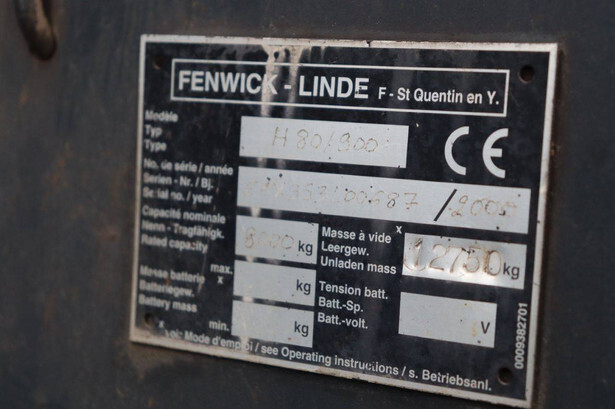 FENWICK - LINDE F - St Quentin en Y.
Modèle
Typ
Type
H 80/900
CE
No. de série / année
Serien - Nr. / Bj.
Serial no. / year
/
Capacité nominale
Nenn - Tragfähigk.
Rated capacity
8000 kg
Masse à vide x
Leergew.
Unladen mass
12750 kg
Masse batterie max. x
Batteriegew.
Battery mass
kg
x min.
kg
Tension batt.
Batt.-Sp.
Batt.-volt.
V
x voir Mode d'emploi / see Operating instructions / s. Betriebsanl.
0009382701